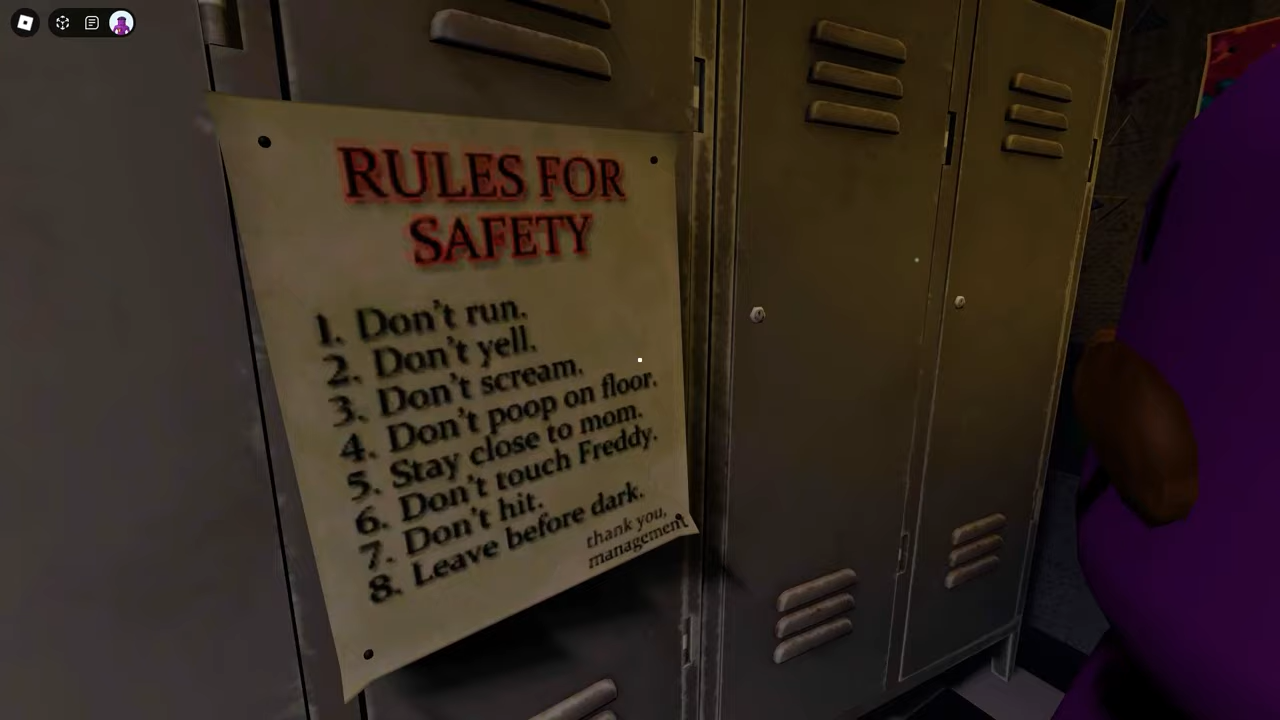 RULES FOR
SAFETY
1. Don't run.
2. Don't yell.
3. Don't scream.
4. Don't poop on floor.
5. Stay close to mom.
6. Don't touch Freddy.
7. Don't hit.
8. Leave before dark.
thank you,
management